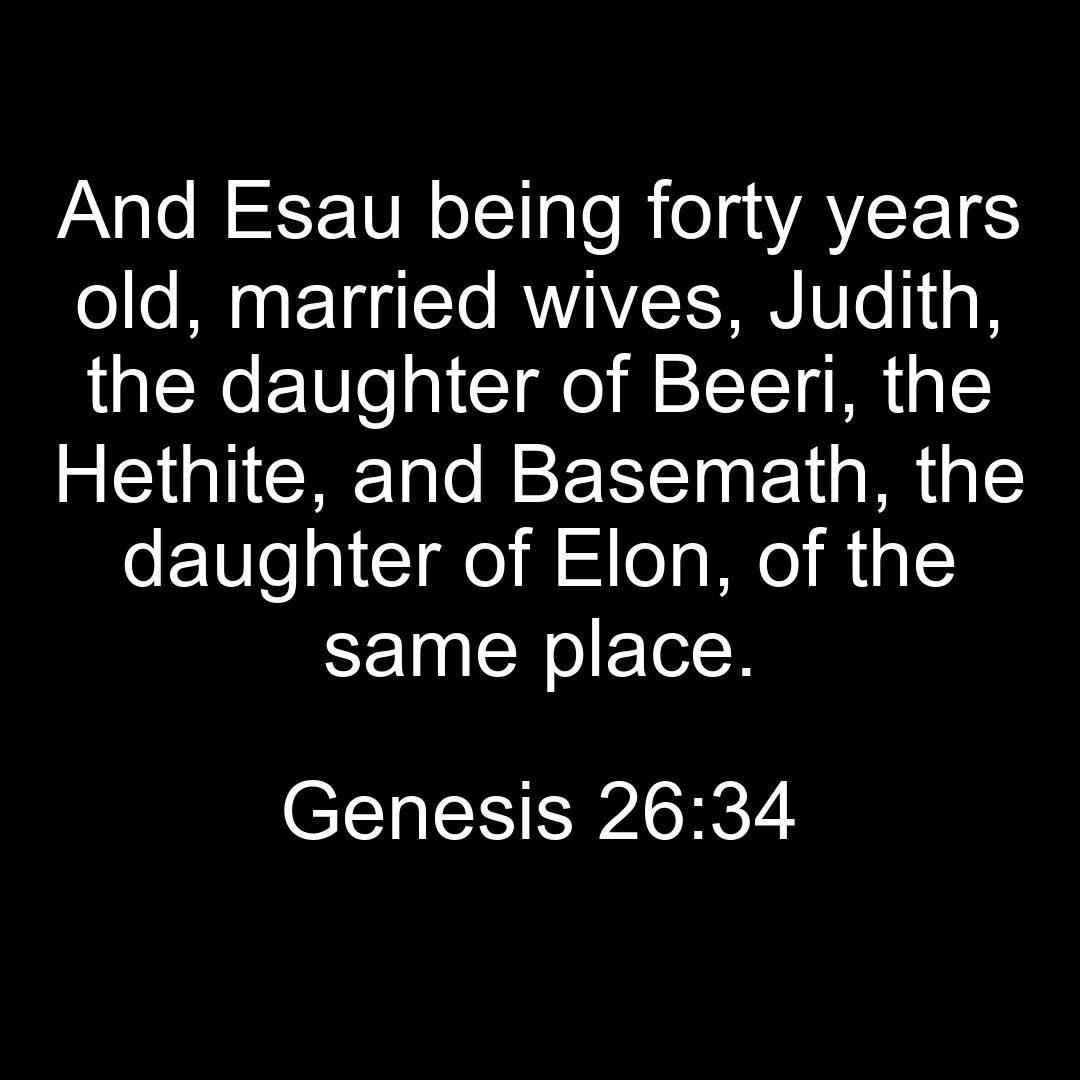 And Esau being forty years
old, married wives, Judith,
the daughter of Beeri, the
Hethite, and Basemath, the
daughter of Elon, of the
same place.
Genesis 26:34